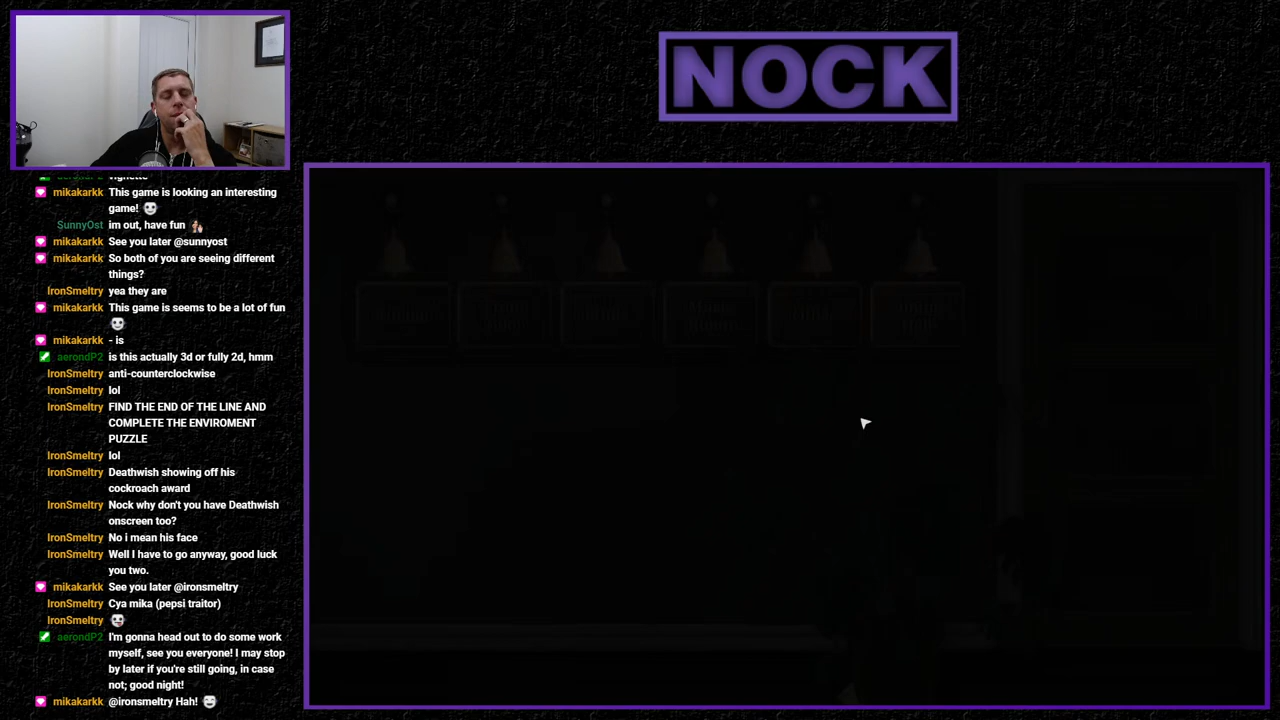 NOCK
vignette
mikakarkk This game is looking an interesting
game!
SunnyOst im out, have fun
mikakarkk See you later @sunnyost
mikakarkk So both of you are seeing different
things?
IronSmeltry yea they are
mikakarkk This game is seems to be a lot of fun
mikakarkk - is
aerondP2 is this actually 3d or fully 2d, hmm
IronSmeltry anti-counterclockwise
IronSmeltry lol
IronSmeltry FIND THE END OF THE LINE AND
COMPLETE THE ENVIROMENT
PUZZLE
IronSmeltry lol
IronSmeltry Deathwish showing off his
cockroach award
IronSmeltry Nock why don't you have Deathwish
onscreen too?
IronSmeltry No i mean his face
IronSmeltry Well I have to go anyway, good luck
you two.
mikakarkk See you later @ironsmeltry
IronSmeltry Cya mika (pepsi traitor)
IronSmeltry
aerondP2 I'm gonna head out to do some work
myself, see you everyone! I may stop
by later if you're still going, in case
not; good night!
mikakarkk @ironsmeltry Hah!